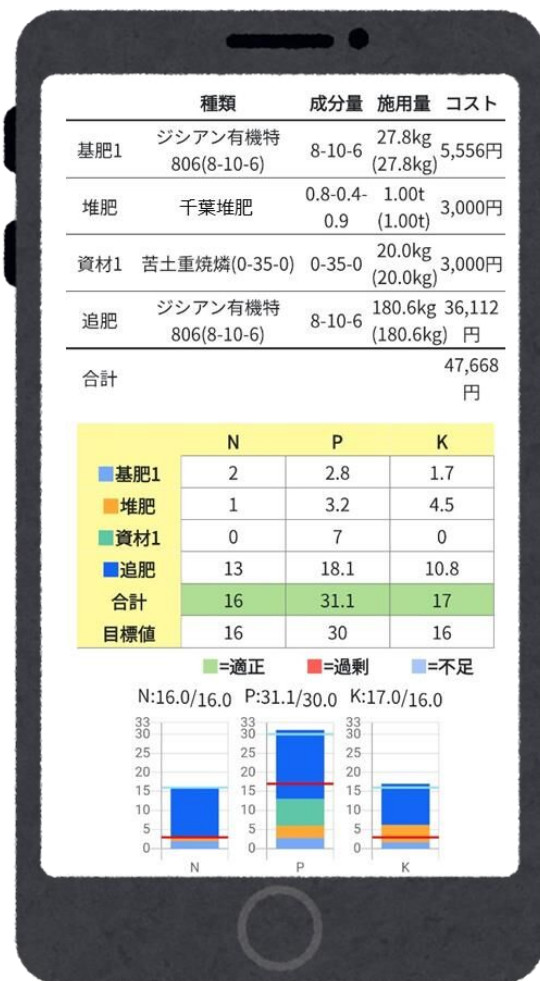 種類 成分量 施用量 コスト
基肥1 ジシアン有機特806(8-10-6) 8-10-6 27.8kg(27.8kg) 5,556円
堆肥 千葉堆肥 0.8-0.4-0.9 1.00t(1.00t) 3,000円
資材1 苦土重焼燐(0-35-0) 0-35-0 20.0kg(20.0kg) 3,000円
追肥 ジシアン有機特806(8-10-6) 8-10-6 180.6kg(180.6kg) 36,112円
合計 47,668円
N P K
基肥1 2 2.8 1.7
堆肥 1 3.2 4.5
資材1 0 7 0
追肥 13 18.1 10.8
合計 16 31.1 17
目標値 16 30 16
=適正 =過剰 =不足
N:16.0/16.0 P:31.1/30.0 K:17.0/16.0
33 33 33
30 30 30
25 25 25
20 20 20
15 15 15
10 10 10
5 5 5
0 0 0
N P K